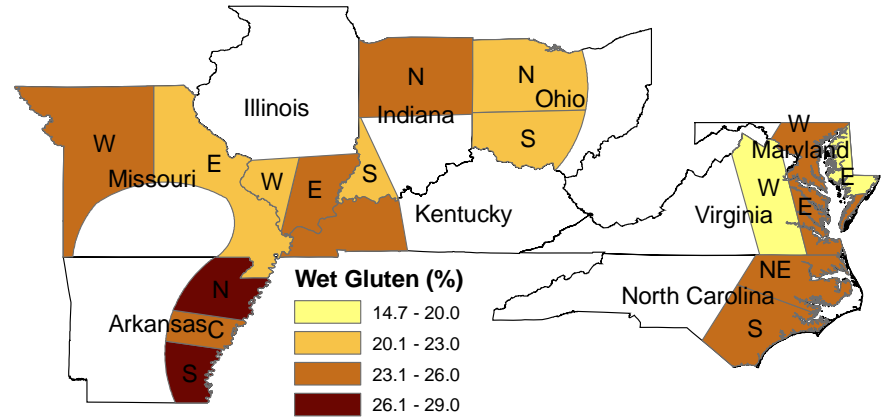 N
N
Ohio
Illinois
Indiana
S
W
W
Maryland
E
Missouri
W
E
S
E
W
E
Virginia
Kentucky
N
NE
North Carolina
Arkansas
C
S
S
Wet Gluten (%)
14.7 - 20.0
20.1 - 23.0
23.1 - 26.0
26.1 - 29.0